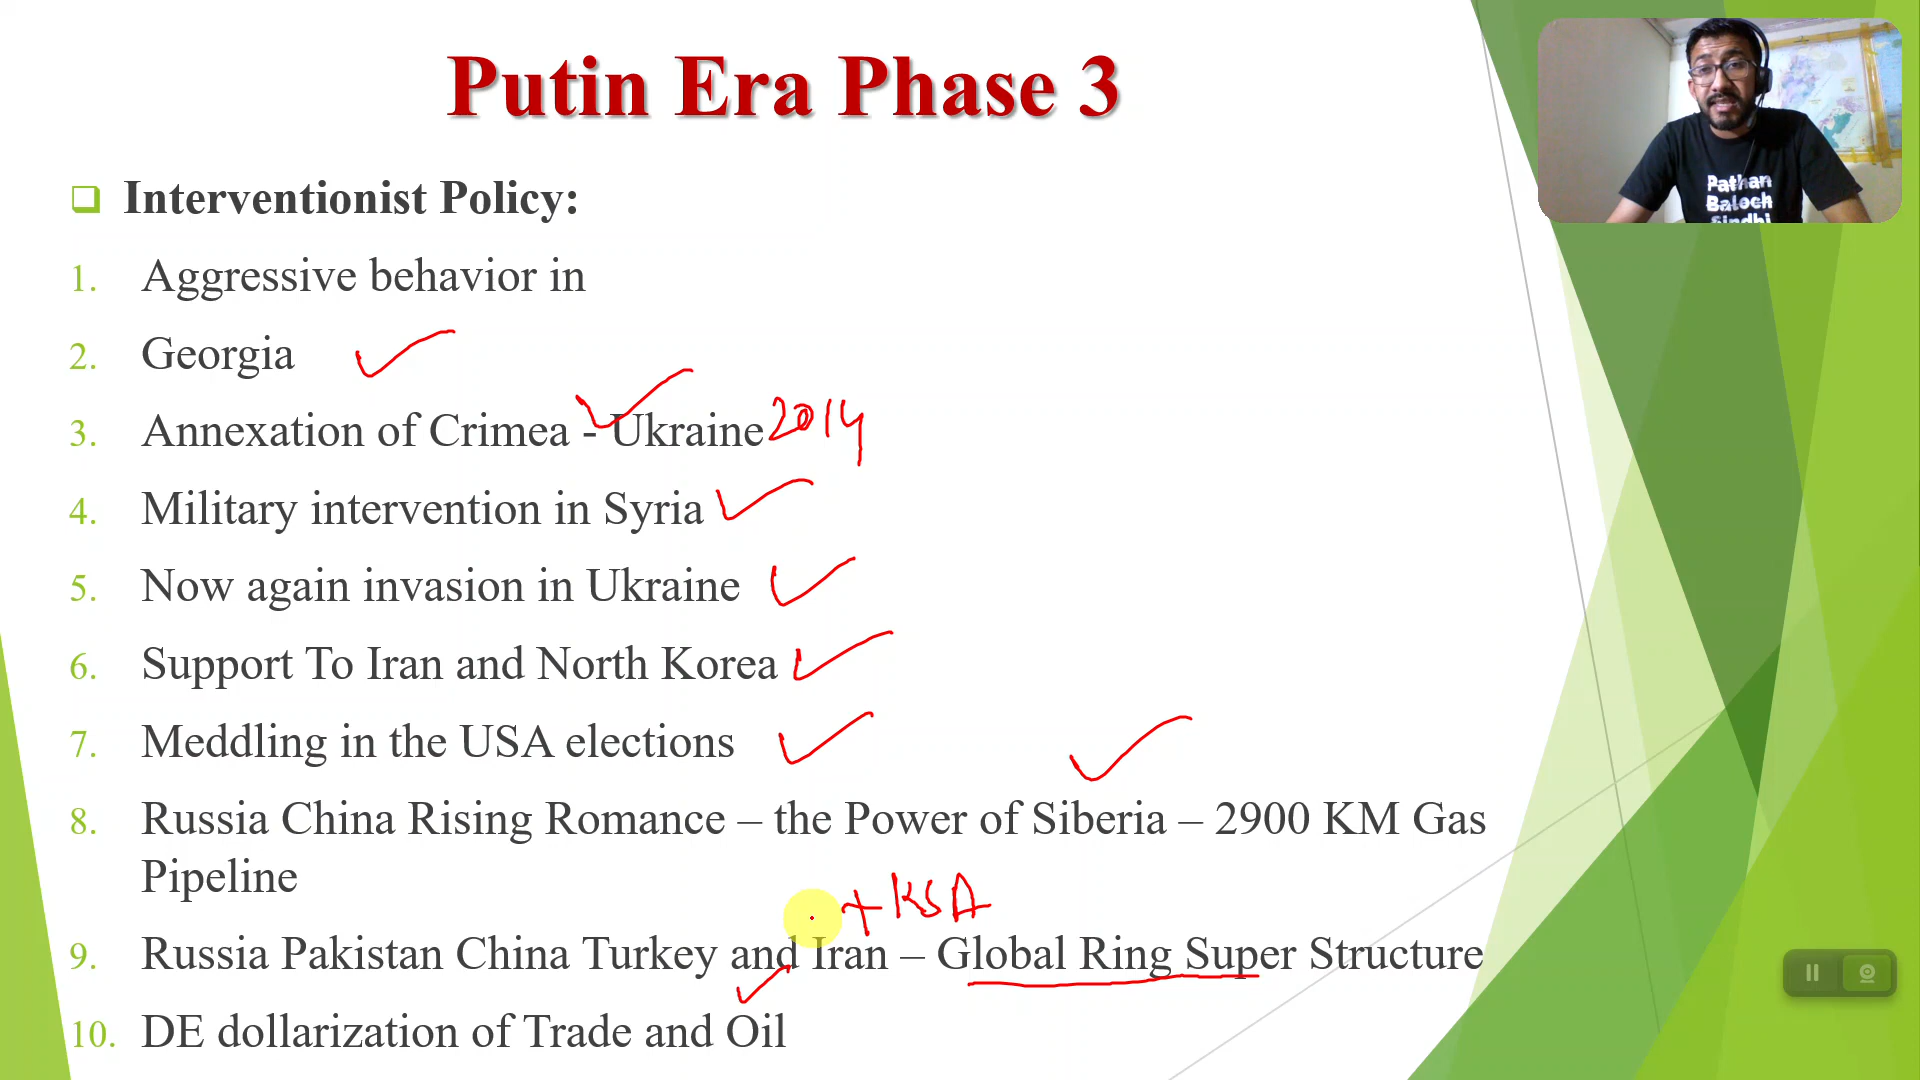 Putin Era Phase 3
Pathan
Baloch
Sindhi
Interventionist Policy:
1. Aggressive behavior in
2. Georgia
3. Annexation of Crimea - Ukraine 2014
4. Military intervention in Syria
5. Now again invasion in Ukraine
6. Support To Iran and North Korea
7. Meddling in the USA elections
8. Russia China Rising Romance – the Power of Siberia – 2900 KM Gas
Pipeline
+ KSA
9. Russia Pakistan China Turkey and Iran – Global Ring Super Structure
10. DE dollarization of Trade and Oil